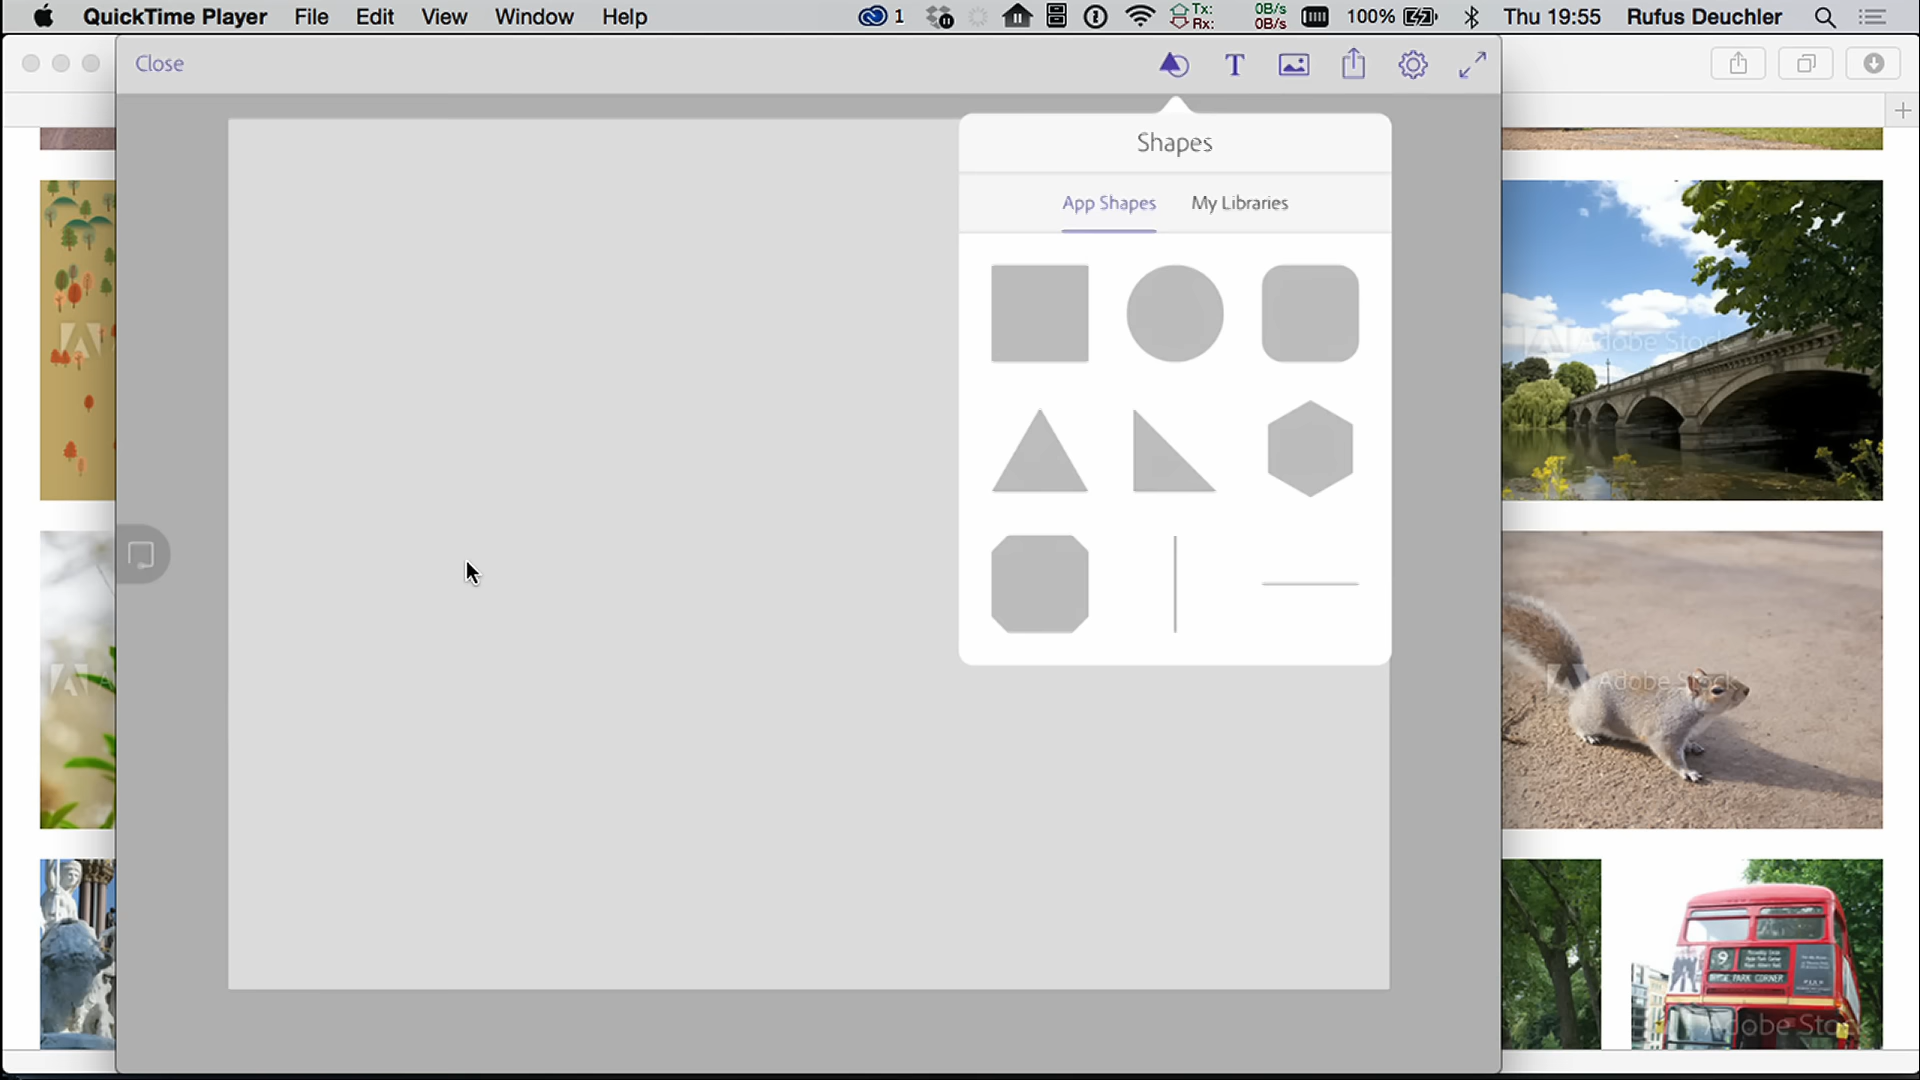 QuickTime Player File Edit View Window Help 1 Tx: Rx: 0B/s 0B/s 100% Thu 19:55 Rufus Deuchler
Close T
Shapes
App Shapes My Libraries
Adobe Stock
Adobe Stock
9
HYDE PARK CORNER
Adobe Stock